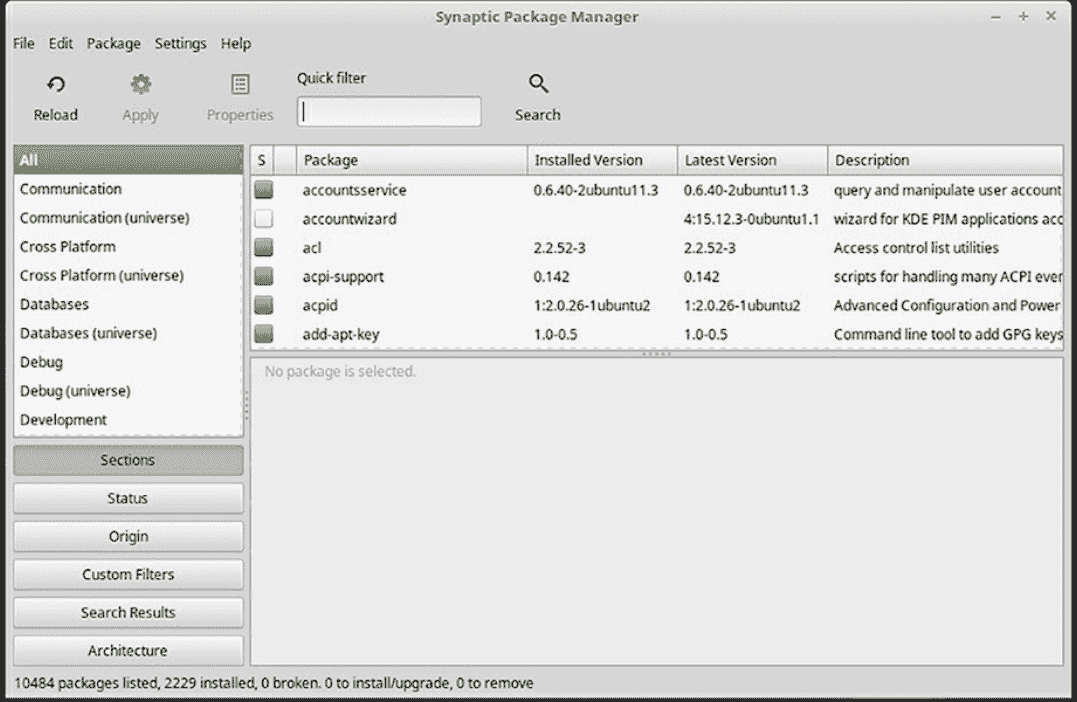 Synaptic Package Manager
File Edit Package Settings Help
Quick filter
Reload Apply Properties Search
All
Communication
Communication (universe)
Cross Platform
Cross Platform (universe)
Databases
Databases (universe)
Debug
Debug (universe)
Development
Sections
Status
Origin
Custom Filters
Search Results
Architecture
S Package Installed Version Latest Version Description
accountsservice 0.6.40-2ubuntu11.3 0.6.40-2ubuntu11.3 query and manipulate user account
accountwizard 4:15.12.3-0ubuntu1.1 wizard for KDE PIM applications acc
acl 2.2.52-3 2.2.52-3 Access control list utilities
acpi-support 0.142 0.142 scripts for handling many ACPI ever
acpid 1:2.0.26-1ubuntu2 1:2.0.26-1ubuntu2 Advanced Configuration and Power
add-apt-key 1.0-0.5 1.0-0.5 Command line tool to add GPG keys
No package is selected.
10484 packages listed, 2229 installed, 0 broken. 0 to install/upgrade, 0 to remove